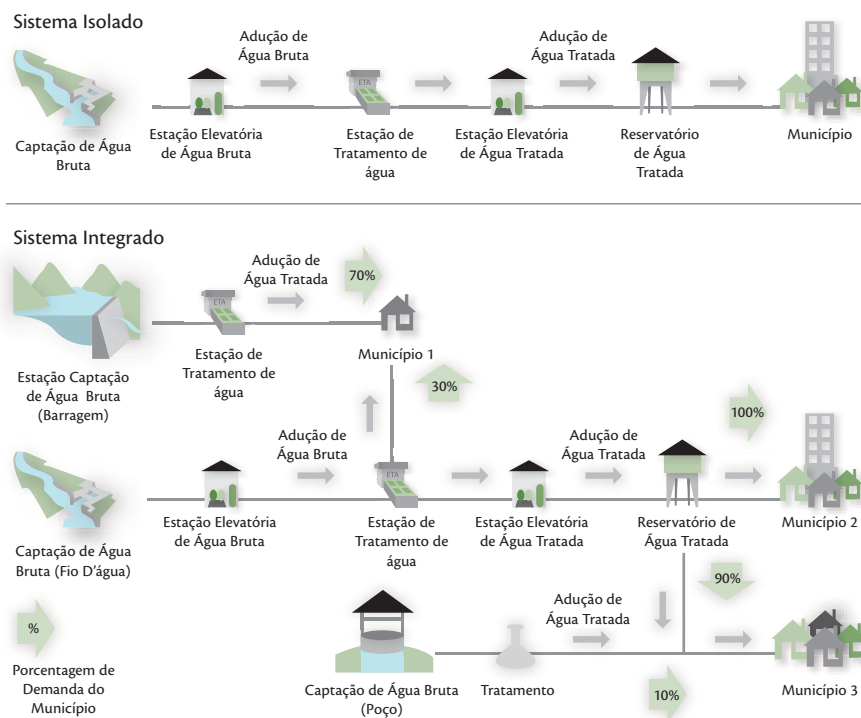 Sistema Isolado
Adução de
Água Bruta
Adução de
Água Tratada
ETA
Captação de Água
Bruta
Estação Elevatória
de Água Bruta
Estação de
Tratamento de
água
Estação Elevatória
de Água Tratada
Reservatório
de Água
Tratada
Município
Sistema Integrado
Adução de
Água Tratada
70%
ETA
Estação Captação
de Água Bruta
(Barragem)
Estação de
Tratamento de
água
Município 1
30%
Adução de
Água Bruta
Adução de
Água Tratada
100%
ETA
Captação de Água
Bruta (Fio D'água)
Estação Elevatória
de Água Bruta
Estação de
Tratamento de
água
Estação Elevatória
de Água Tratada
Reservatório de
Água Tratada
Município 2
90%
Adução de
Água Tratada
%
Porcentagem de
Demanda do
Município
Captação de Água Bruta
(Poço)
Tratamento
10%
Município 3